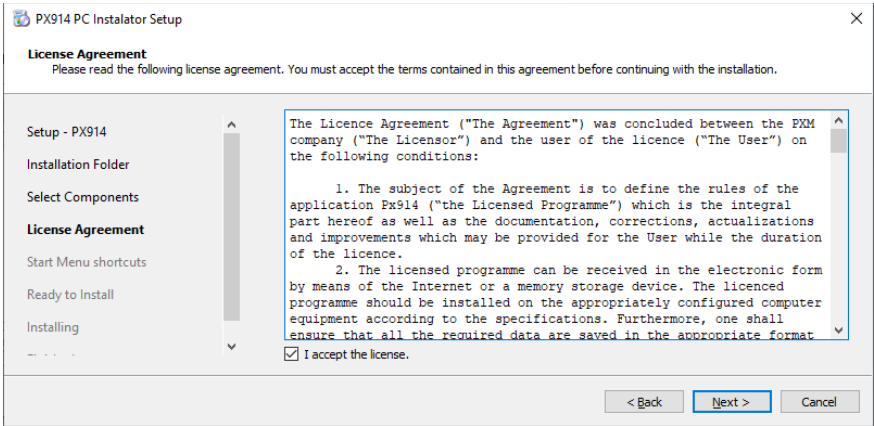 PX914 PC Instalator Setup
License Agreement
Please read the following license agreement. You must accept the terms contained in this agreement before continuing with the installation.
Setup - PX914
Installation Folder
Select Components
License Agreement
Start Menu shortcuts
Ready to Install
Installing
The Licence Agreement ("The Agreement") was concluded between the PXM
company (“The Licensor”) and the user of the licence (“The User”) on
the following conditions:
1. The subject of the Agreement is to define the rules of the
application Px914 (“the Licensed Programme”) which is the integral
part hereof as well as the documentation, corrections, actualizations
and improvements which may be provided for the User while the duration
of the licence.
2. The licensed programme can be received in the electronic form
by means of the Internet or a memory storage device. The licenced
programme should be installed on the appropriately configured computer
equipment according to the specifications. Furthermore, one shall
ensure that all the required data are saved in the appropriate format
I accept the license.
< Back
Next >
Cancel